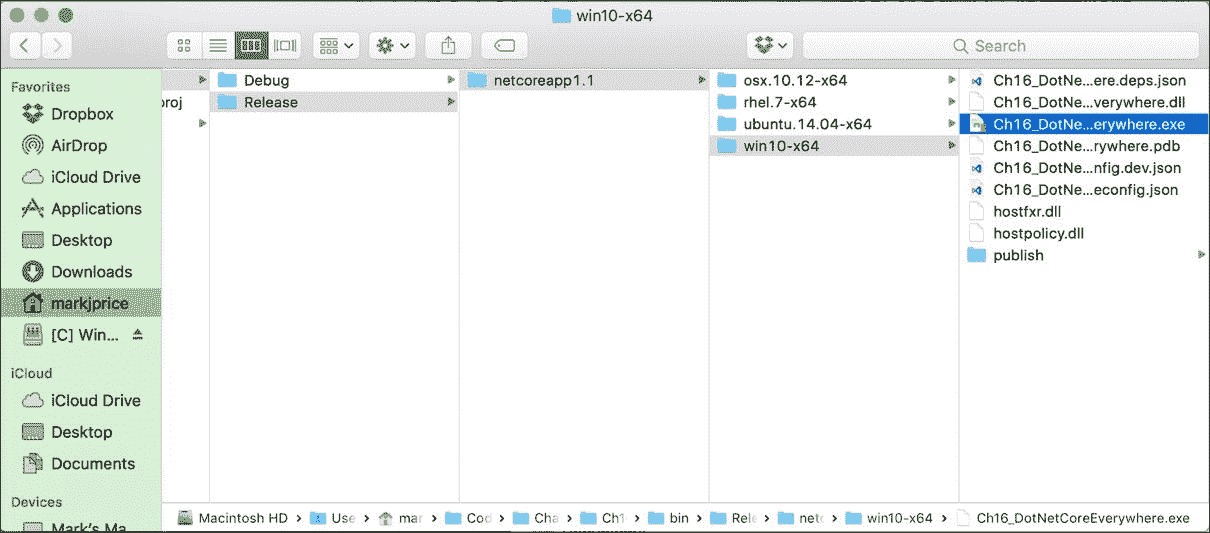 win10-x64
Search
Favorites
Dropbox
AirDrop
iCloud Drive
Applications
Desktop
Downloads
markjprice
[C] Win...
iCloud
iCloud Drive
Desktop
Documents
Devices
Mark's Ma
proj
Debug
Release
netcoreapp1.1
osx.10.12-x64
rhel.7-x64
ubuntu.14.04-x64
win10-x64
Ch16_DotNe...ere.deps.json
Ch16_DotNe...verywhere.dll
Ch16_DotNe...erywhere.exe
Ch16_DotNe...rywhere.pdb
Ch16_DotNe...nfig.dev.json
Ch16_DotNe...econfig.json
hostfxr.dll
hostpolicy.dll
publish
Macintosh HD > Use > mar > Cod > Cha > Ch1 > bin > Rele > netc > win10-x64 > Ch16_DotNetCoreEverywhere.exe